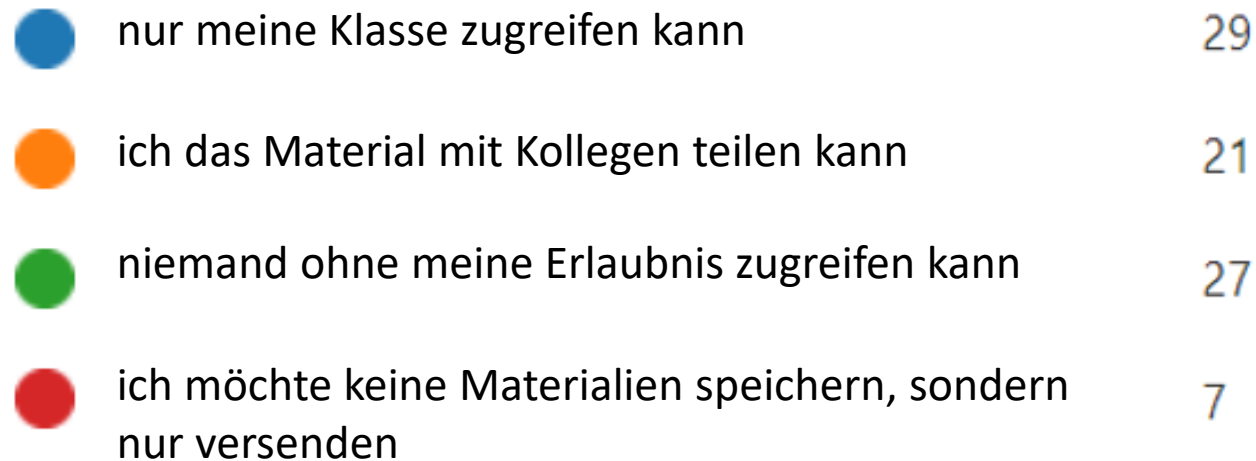 nur meine Klasse zugreifen kann 29
ich das Material mit Kollegen teilen kann 21
niemand ohne meine Erlaubnis zugreifen kann 27
ich möchte keine Materialien speichern, sondern 7
nur versenden